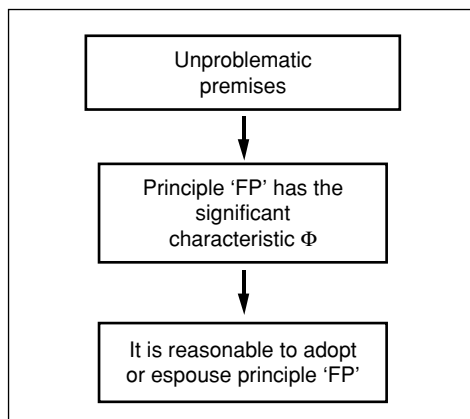 Unproblematic
premises
Principle ‘FP’ has the
significant
characteristic Φ
It is reasonable to adopt
or espouse principle ‘FP’